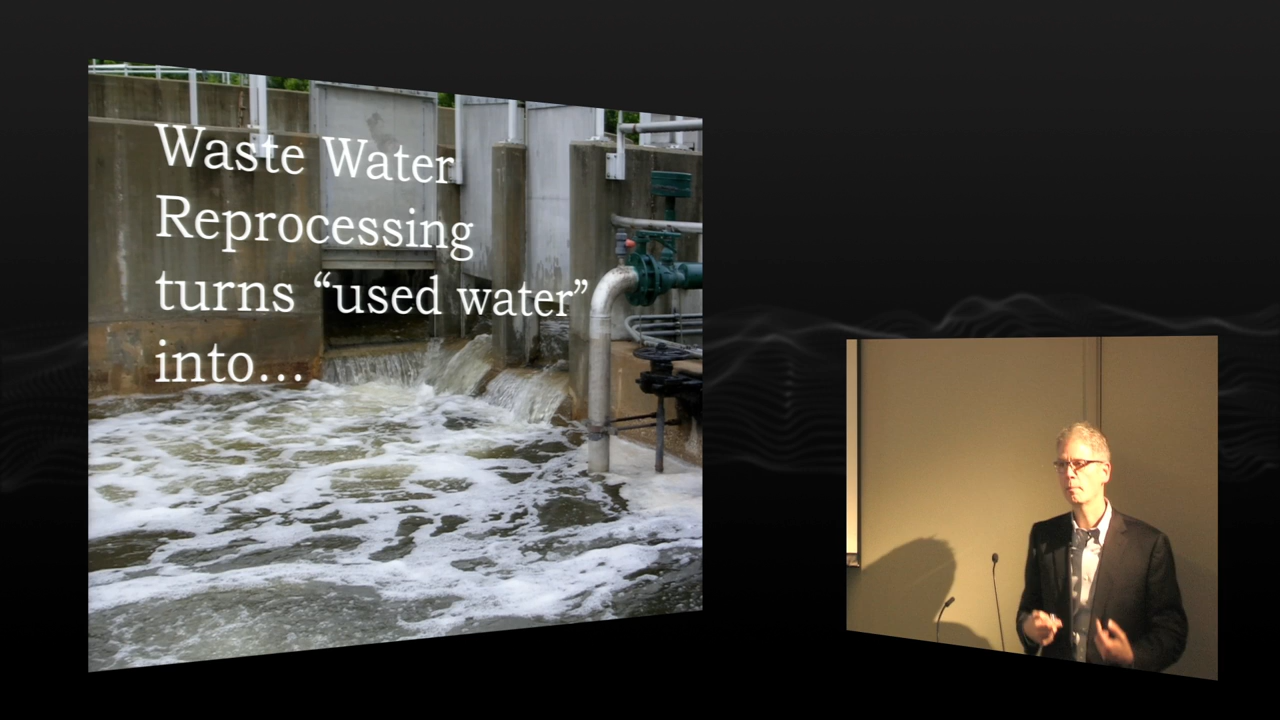 Waste Water
Reprocessing
turns “used water”
into…